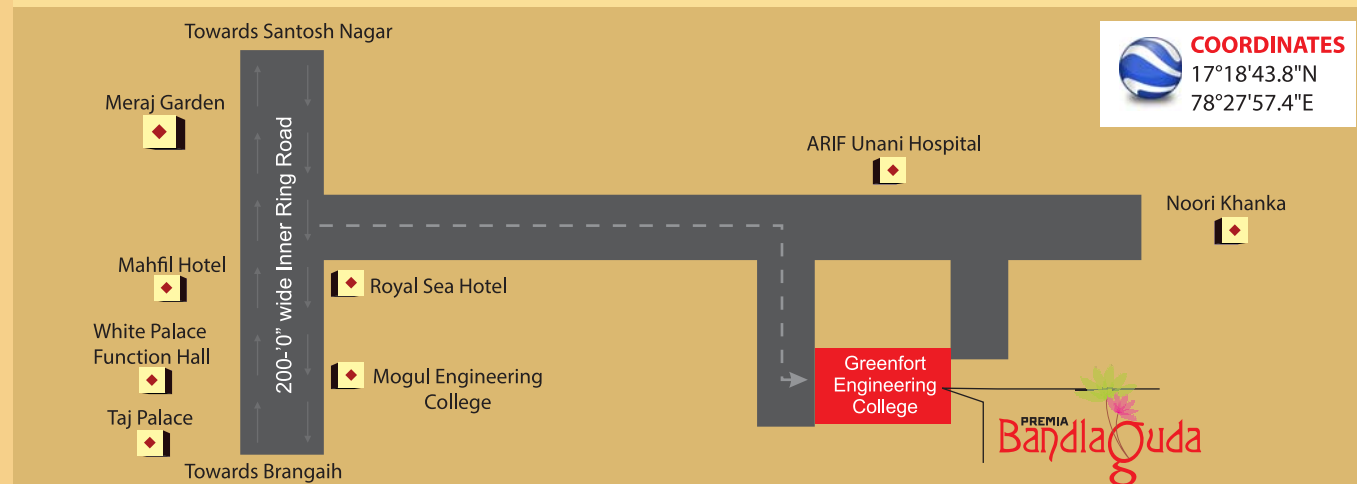 Towards Santosh Nagar
COORDINATES
17°18'43.8"N
78°27'57.4"E
Meraj Garden
200-'0” wide Inner Ring Road
ARIF Unani Hospital
Noori Khanka
Mahfil Hotel
Royal Sea Hotel
White Palace
Function Hall
Mogul Engineering
College
Greenfort
Engineering
College
Taj Palace
PREMIA
Bandlaguda
Towards Brangaih